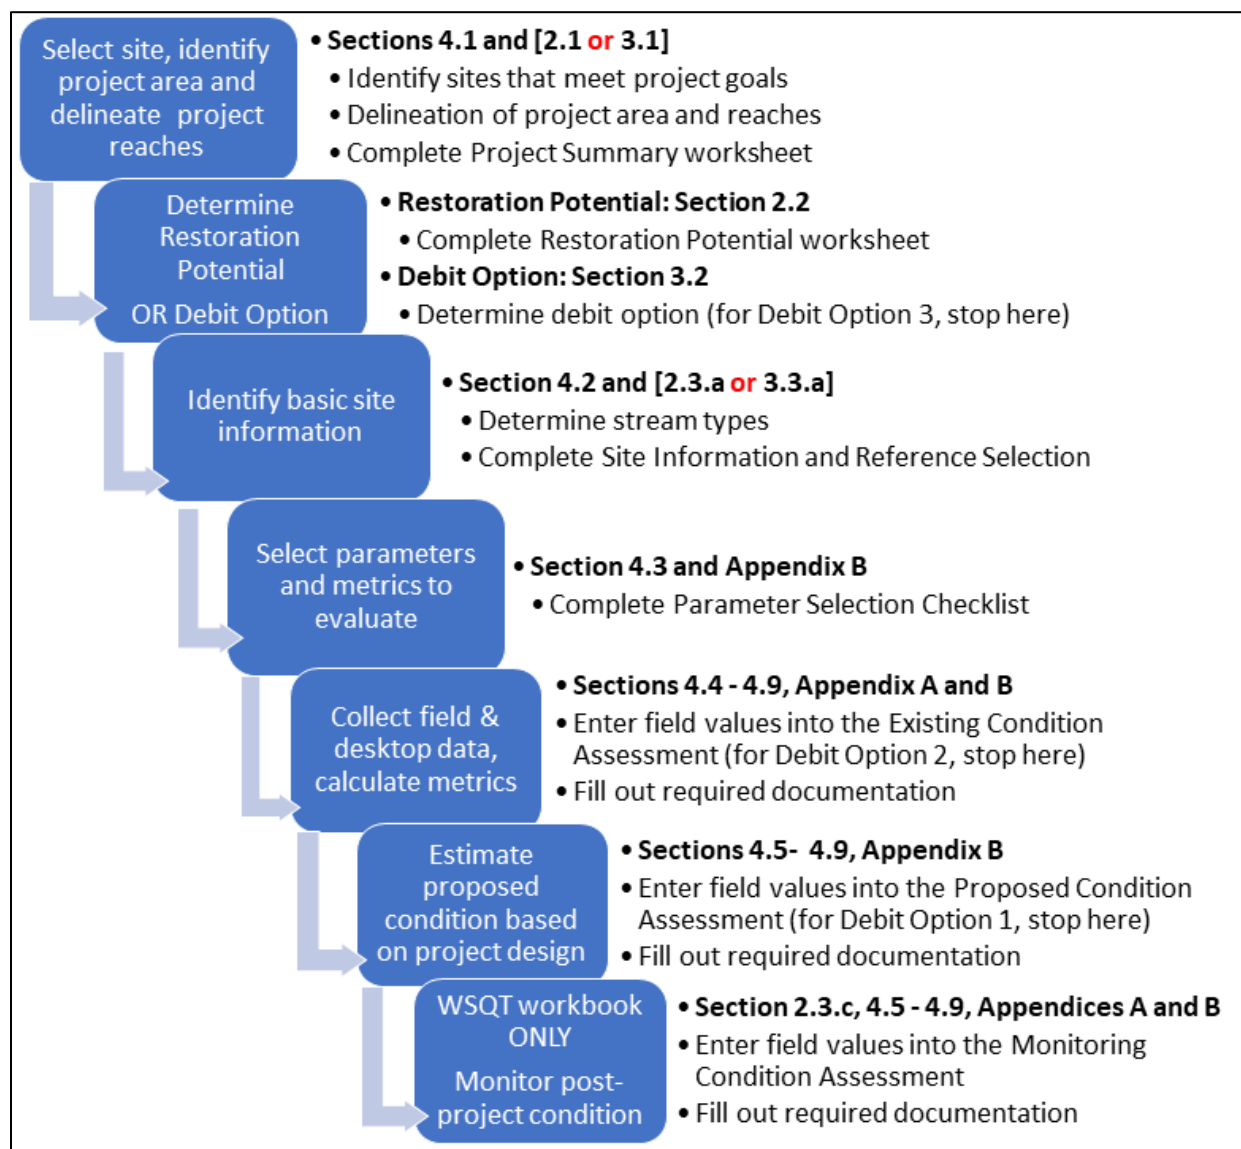 Select site, identify
project area and
delineate project
reaches
• Sections 4.1 and [2.1 or 3.1]
• Identify sites that meet project goals
• Delineation of project area and reaches
• Complete Project Summary worksheet
Determine
Restoration
Potential
OR Debit Option
• Restoration Potential: Section 2.2
• Complete Restoration Potential worksheet
• Debit Option: Section 3.2
• Determine debit option (for Debit Option 3, stop here)
Identify basic site
information
• Section 4.2 and [2.3.a or 3.3.a]
• Determine stream types
• Complete Site Information and Reference Selection
Select parameters
and metrics to
evaluate
• Section 4.3 and Appendix B
• Complete Parameter Selection Checklist
Collect field &
desktop data,
calculate metrics
• Sections 4.4 - 4.9, Appendix A and B
• Enter field values into the Existing Condition
Assessment (for Debit Option 2, stop here)
• Fill out required documentation
Estimate
proposed
condition based
on project design
• Sections 4.5- 4.9, Appendix B
• Enter field values into the Proposed Condition
Assessment (for Debit Option 1, stop here)
• Fill out required documentation
WSQT workbook
ONLY
Monitor post-
project condition
• Section 2.3.c, 4.5 - 4.9, Appendices A and B
• Enter field values into the Monitoring
Condition Assessment
• Fill out required documentation